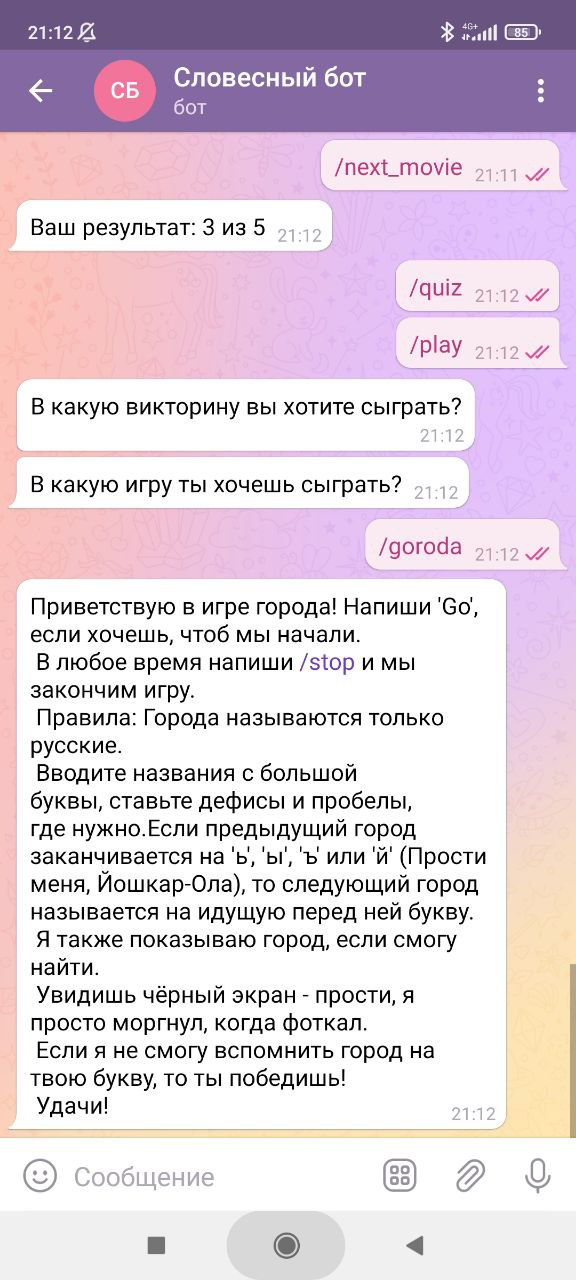 21:12
4G+
85
СБ
Словесный бот
бот
/next_movie 21:11
Ваш результат: 3 из 5 21:12
/quiz 21:12
/play 21:12
В какую викторину вы хотите сыграть?
21:12
В какую игру ты хочешь сыграть? 21:12
/goroda 21:12
Приветствую в игре города! Напиши 'Go',
если хочешь, чтоб мы начали.
В любое время напиши /stop и мы
закончим игру.
Правила: Города называются только
русские.
Вводите названия с большой
буквы, ставьте дефисы и пробелы,
где нужно.Если предыдущий город
заканчивается на 'ь', 'ы', 'ъ' или 'й' (Прости
меня, Йошкар-Ола), то следующий город
называется на идущую перед ней букву.
Я также показываю город, если смогу
найти.
Увидишь чёрный экран - прости, я
просто моргнул, когда фоткал.
Если я не смогу вспомнить город на
твою букву, то ты победишь!
Удачи!
21:12
Сообщение